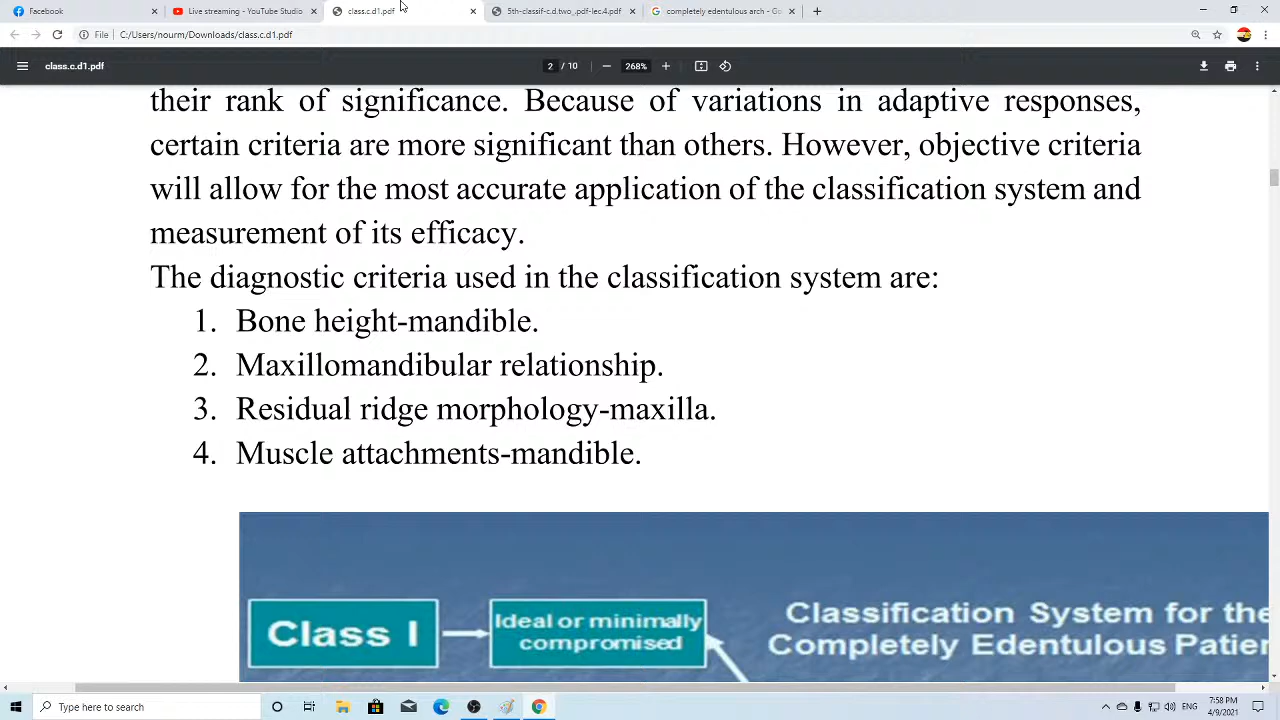 Facebook
Live streaming - YouTube Studio
class.c.d1.pdf
5th-classif-c.d.two_.pdf-lec.4.pdf
completely edentulous arch - Go
File | C:/Users/nourm/Downloads/class.c.d1.pdf
class.c.d1.pdf
2 / 10
268%
their rank of significance. Because of variations in adaptive responses,
certain criteria are more significant than others. However, objective criteria
will allow for the most accurate application of the classification system and
measurement of its efficacy.
The diagnostic criteria used in the classification system are:
1. Bone height-mandible.
2. Maxillomandibular relationship.
3. Residual ridge morphology-maxilla.
4. Muscle attachments-mandible.
Class I
Ideal or minimally
compromised
Classification System for the
Completely Edentulous Patien
Type here to search
ENG
7:58 PM
4/9/2021